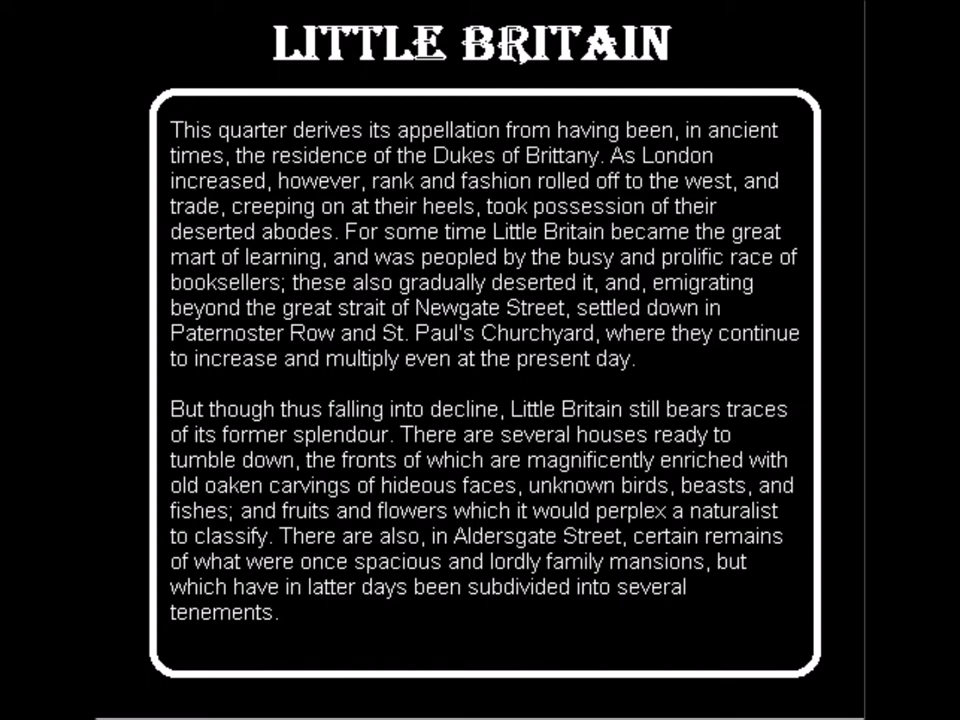 LITTLE BRITAIN
This quarter derives its appellation from having been, in ancient
times, the residence of the Dukes of Brittany. As London
increased, however, rank and fashion rolled off to the west, and
trade, creeping on at their heels, took possession of their
deserted abodes. For some time Little Britain became the great
mart of learning, and was peopled by the busy and prolific race of
booksellers; these also gradually deserted it, and, emigrating
beyond the great strait of Newgate Street, settled down in
Paternoster Row and St. Paul's Churchyard, where they continue
to increase and multiply even at the present day.
But though thus falling into decline, Little Britain still bears traces
of its former splendour. There are several houses ready to
tumble down, the fronts of which are magnificently enriched with
old oaken carvings of hideous faces, unknown birds, beasts, and
fishes; and fruits and flowers which it would perplex a naturalist
to classify. There are also, in Aldersgate Street, certain remains
of what were once spacious and lordly family mansions, but
which have in latter days been subdivided into several
tenements.